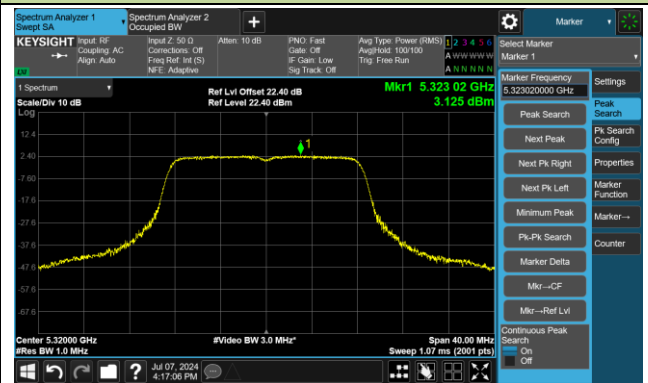 Spectrum Analyzer 1
Swept SA
Spectrum Analyzer 2
Occupied BW
Marker
KEYSIGHT
Input: RF
Coupling: AC
Align: Auto
Input Z: 50 Ω
Corrections: Off
Freq Ref: Int (S)
NFE: Adaptive
Atten: 10 dB
PNO: Fast
Gate: Off
IF Gain: Low
Sig Track: Off
Avg Type: Power (RMS)
Avg|Hold: 100/100
Trig: Free Run
1 2 3 4 5 6
A W W W W W
A N N N N N
Select Marker
Marker 1
1 Spectrum
Scale/Div 10 dB
Log
Ref Lvl Offset 22.40 dB
Ref Level 22.40 dBm
Mkr1 5.323 02 GHz
3.125 dBm
1
12.4
2.40
-7.60
-17.6
-27.6
-37.6
-47.6
-57.6
-67.6
Center 5.32000 GHz
#Res BW 1.0 MHz
#Video BW 3.0 MHz*
Span 40.00 MHz
Sweep 1.07 ms (2001 pts)
Marker Frequency
5.323020000 GHz
Peak Search
Next Peak
Next Pk Right
Next Pk Left
Minimum Peak
Pk-Pk Search
Marker Delta
Mkr→CF
Mkr→Ref Lvl
Continuous Peak
Search
On
Off
Settings
Peak
Search
Pk Search
Config
Properties
Marker
Function
Marker→
Counter
?
Jul 07, 2024
4:17:06 PM